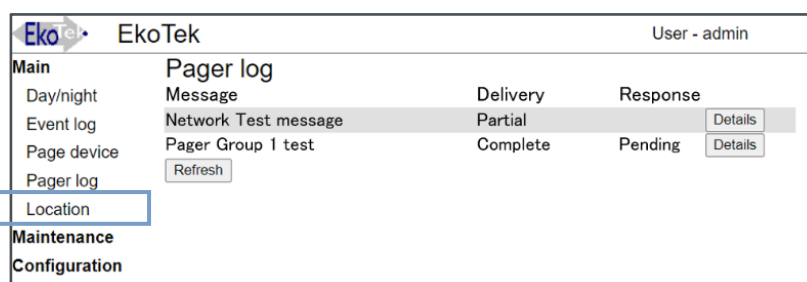 EkoTek EkoTek User - admin
Main
Day/night
Event log
Page device
Pager log
Location
Maintenance
Configuration
Pager log
Message Delivery Response
Network Test message Partial Details
Pager Group 1 test Complete Pending Details
Refresh